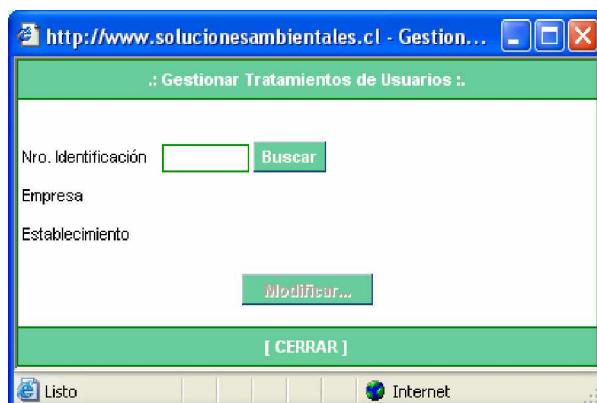 http://www.solucionesambientales.cl - Gestion...
.: Gestionar Tratamientos de Usuarios :.
Nro. Identificación Buscar
Empresa
Establecimiento
Modificar...
[ CERRAR ]
Listo Internet